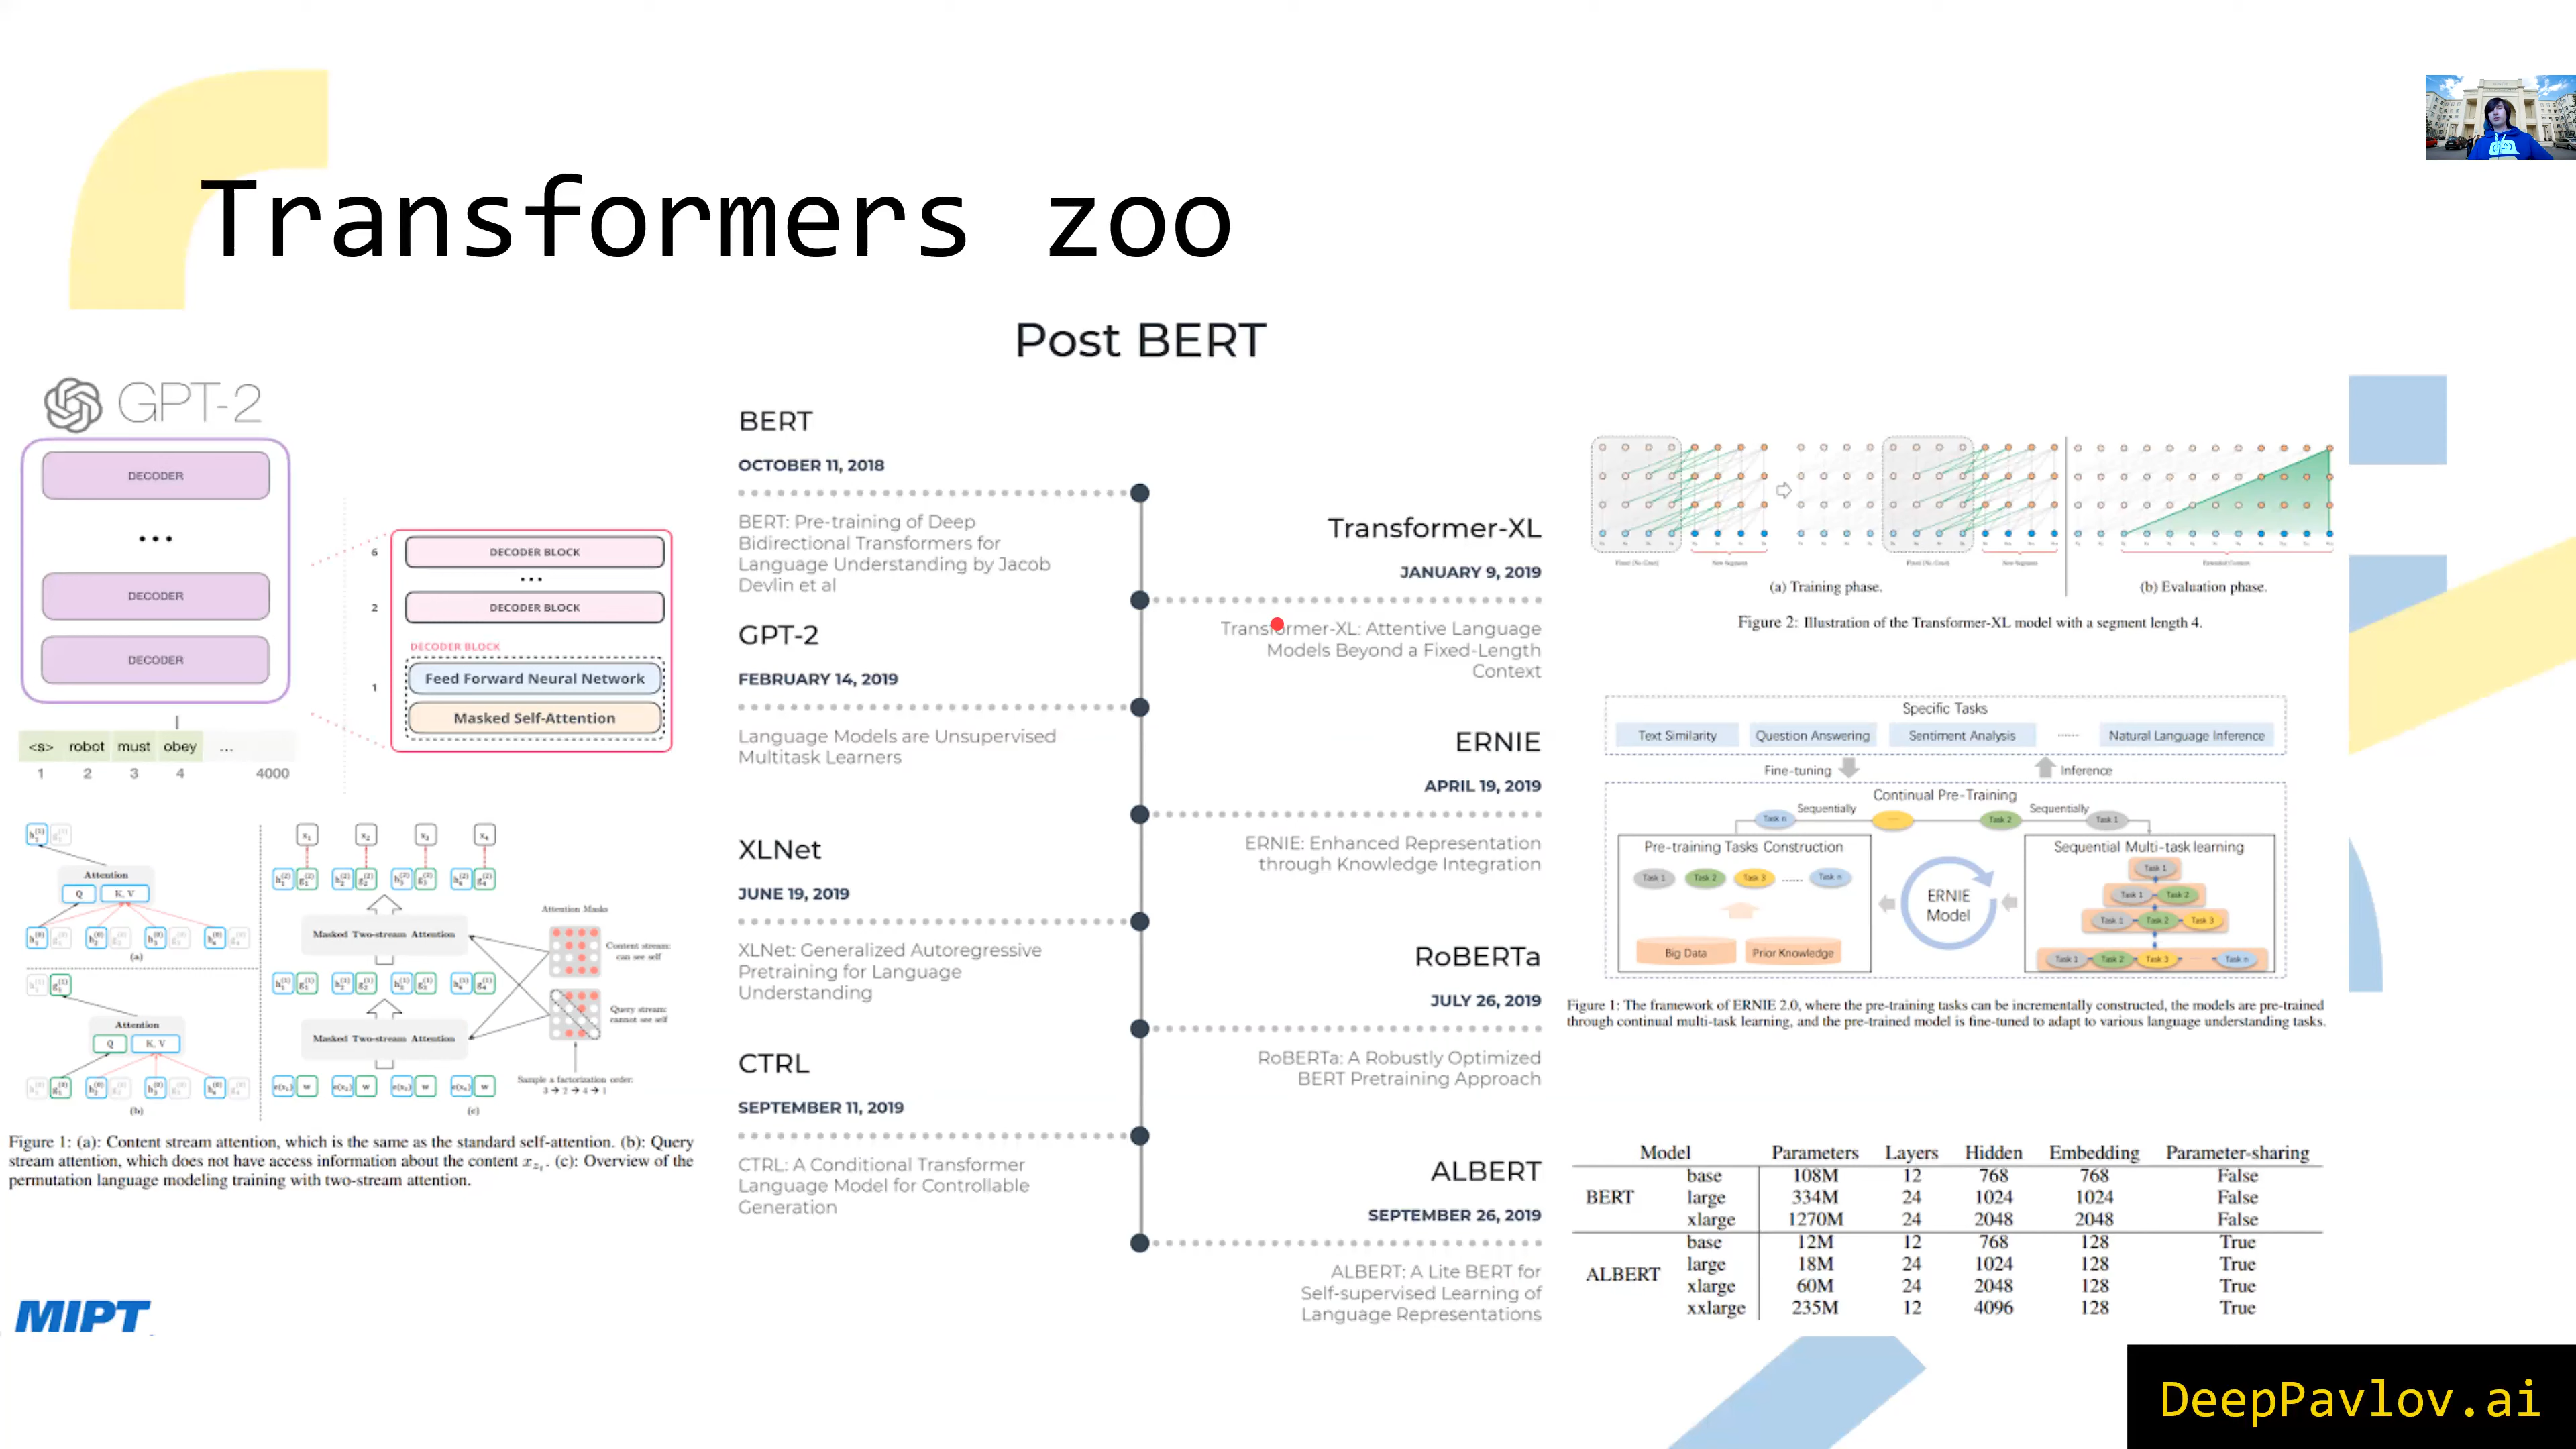 Transformers zoo
Post BERT
GPT-2
DECODER
...
DECODER
DECODER
<s> robot must obey ...
1 2 3 4 4000
6 DECODER BLOCK
...
2 DECODER BLOCK
DECODER BLOCK
1 Feed Forward Neural Network
Masked Self-Attention
BERT
OCTOBER 11, 2018
BERT: Pre-training of Deep
Bidirectional Transformers for
Language Understanding by Jacob
Devlin et al
Transformer-XL
JANUARY 9, 2019
Transformer-XL: Attentive Language
Models Beyond a Fixed-Length
Context
GPT-2
FEBRUARY 14, 2019
Language Models are Unsupervised
Multitask Learners
ERNIE
APRIL 19, 2019
ERNIE: Enhanced Representation
through Knowledge Integration
XLNet
JUNE 19, 2019
XLNet: Generalized Autoregressive
Pretraining for Language
Understanding
RoBERTa
JULY 26, 2019
RoBERTa: A Robustly Optimized
BERT Pretraining Approach
CTRL
SEPTEMBER 11, 2019
CTRL: A Conditional Transformer
Language Model for Controllable
Generation
ALBERT
SEPTEMBER 26, 2019
ALBERT: A Lite BERT for
Self-supervised Learning of
Language Representations
New Segment
New Segment
Extended Context
(a) Training phase.
(b) Evaluation phase.
Figure 2: Illustration of the Transformer-XL model with a segment length 4.
Specific Tasks
Text Similarity Question Answering Sentiment Analysis ...... Natural Language Inference
Fine-tuning Inference
Continual Pre-Training
Sequentially Sequentially
Task n ...... Task 2 Task 1
Pre-training Tasks Construction
Task 1 Task 2 Task 3 ...... Task n
Big Data Prior Knowledge
ERNIE
Model
Sequential Multi-task learning
Task 1
Task 1 Task 2
Task 1 Task 2 Task 3
Task 1 Task 2 Task 3 ...... Task n
Figure 1: The framework of ERNIE 2.0, where the pre-training tasks can be incrementally constructed, the models are pre-trained
through continual multi-task learning, and the pre-trained model is fine-tuned to adapt to various language understanding tasks.
Attention
Q K, V
(a)
Attention
Q K, V
(b)
x1 x2 x3 x4
Masked Two-stream Attention
Masked Two-stream Attention
(c)
Attention Masks
Content stream:
can see self
Query stream:
cannot see self
Sample a factorization order:
3 → 2 → 4 → 1
Figure 1: (a): Content stream attention, which is the same as the standard self-attention. (b): Query
stream attention, which does not have access information about the content xzt. (c): Overview of the
permutation language modeling training with two-stream attention.
Model Parameters Layers Hidden Embedding Parameter-sharing
BERT
base 108M 12 768 768 False
large 334M 24 1024 1024 False
xlarge 1270M 24 2048 2048 False
ALBERT
base 12M 12 768 128 True
large 18M 24 1024 128 True
xlarge 60M 24 2048 128 True
xxlarge 235M 12 4096 128 True
MIPT
DeepPavlov.ai